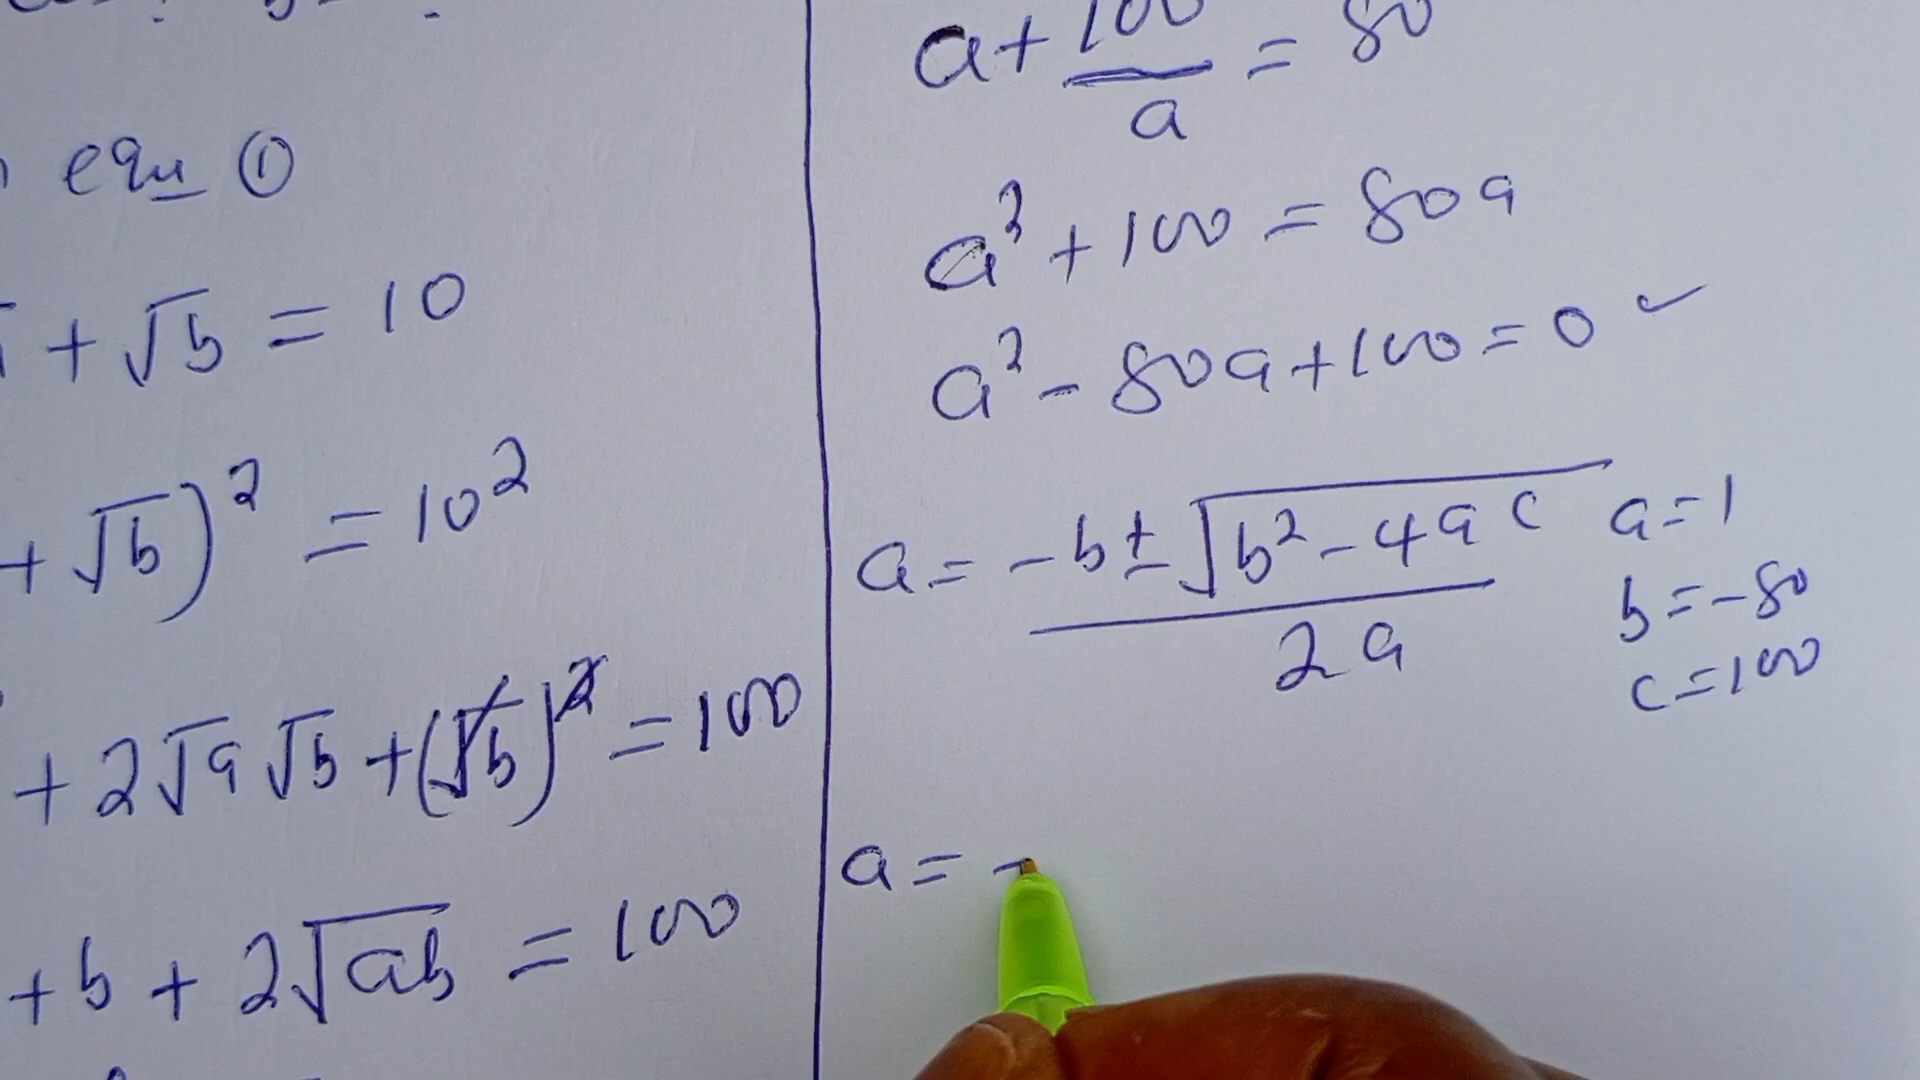 equ ①
+ √b = 10
+ √b)² = 10²
+ 2√a √b + (√b)² = 100
+ b + 2√ab = 100
a + 100/a = 80
a² + 100 = 80a
a² - 80a + 100 = 0 ✓
a = -b ± √b² - 4ac / 2a
a = 1
b = -80
c = 100
a = -